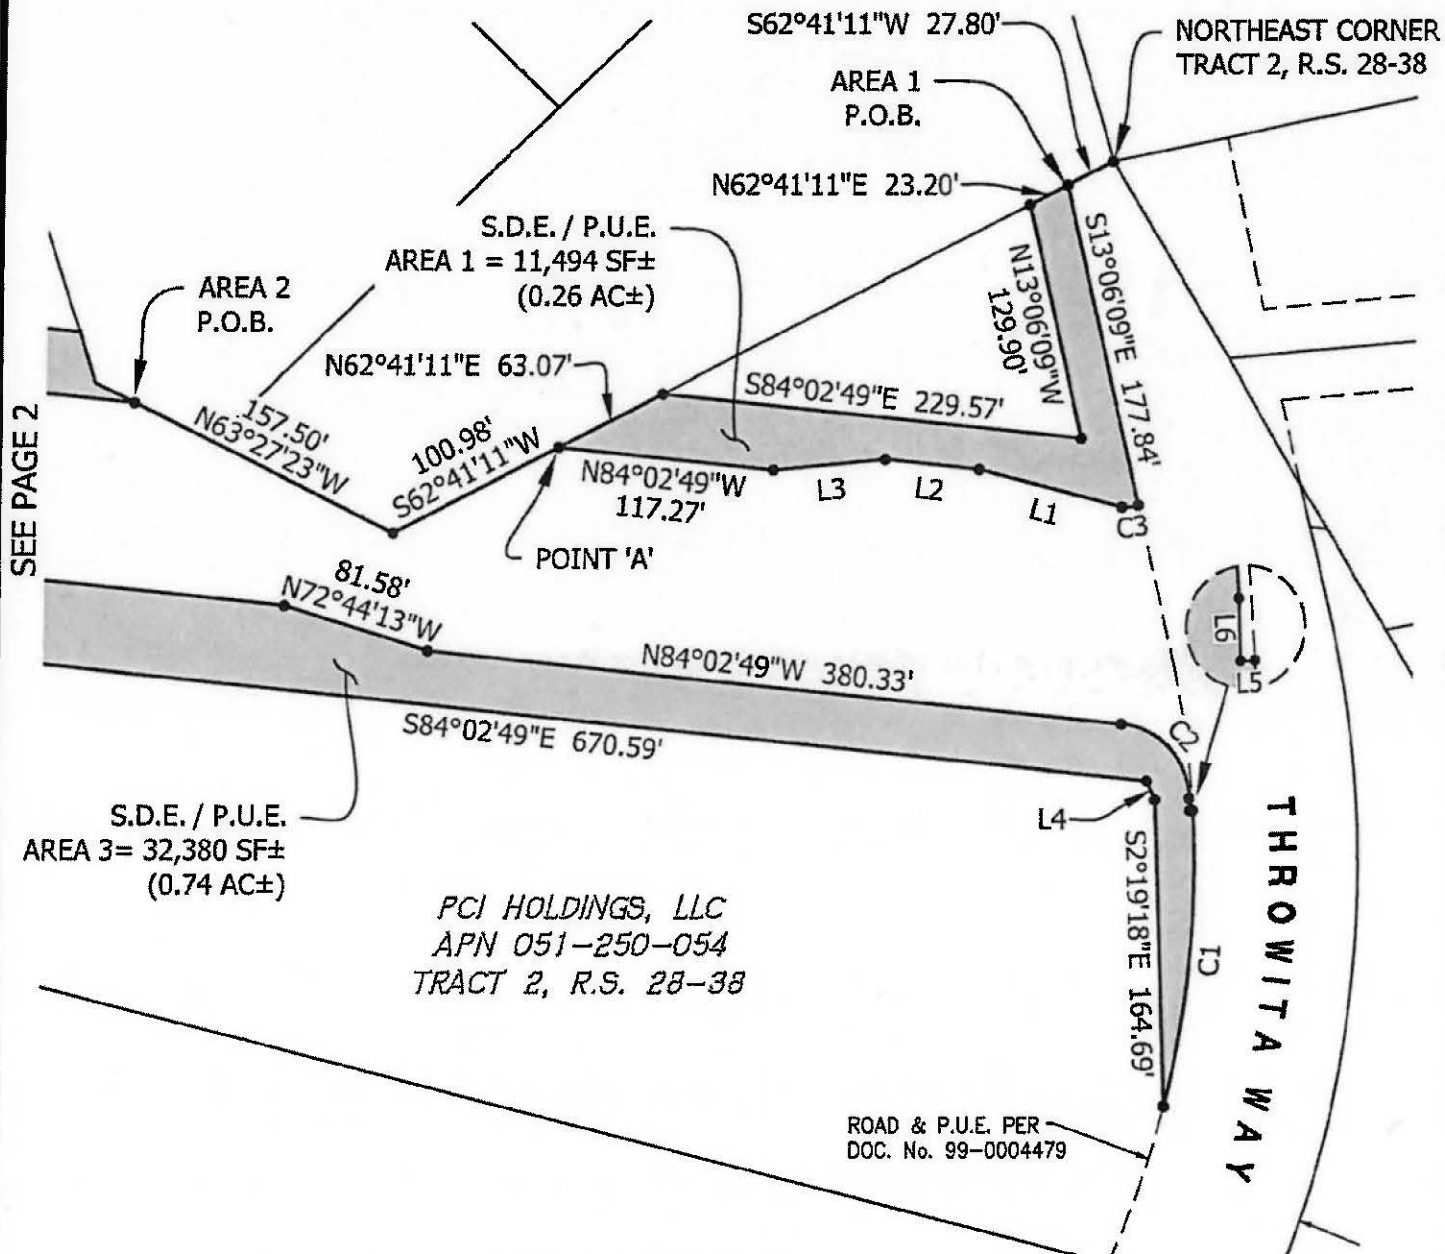 S62°41'11"W 27.80'
NORTHEAST CORNER
TRACT 2, R.S. 28-38
AREA 1
P.O.B.
N62°41'11"E 23.20'
S.D.E. / P.U.E.
AREA 1 = 11,494 SF±
(0.26 AC±)
S13°06'09"E 177.84'
N13°06'09"W
129.90'
AREA 2
P.O.B.
N62°41'11"E 63.07'
S84°02'49"E 229.57'
SEE PAGE 2
157.50'
N63°27'23"W
100.98'
S62°41'11"W
N84°02'49"W
117.27'
L3
L2
L1
C3
POINT 'A'
81.58'
N72°44'13"W
L6
L5
N84°02'49"W 380.33'
S84°02'49"E 670.59'
C2
S.D.E. / P.U.E.
AREA 3= 32,380 SF±
(0.74 AC±)
L4
S2°19'18"E 164.69'
C1
THROWITA WAY
PCI HOLDINGS, LLC
APN 051-250-054
TRACT 2, R.S. 28-38
ROAD & P.U.E. PER
DOC. No. 99-0004479